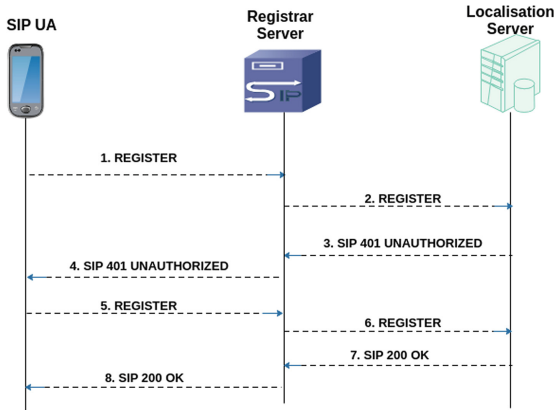 SIP UA
Registrar
Server
Localisation
Server
SIP
1. REGISTER
2. REGISTER
3. SIP 401 UNAUTHORIZED
4. SIP 401 UNAUTHORIZED
5. REGISTER
6. REGISTER
7. SIP 200 OK
8. SIP 200 OK